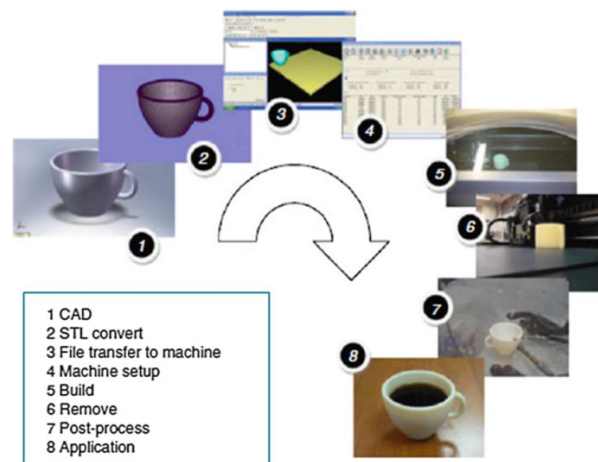 1
2
3
4
5
6
7
8
1 CAD
2 STL convert
3 File transfer to machine
4 Machine setup
5 Build
6 Remove
7 Post-process
8 Application